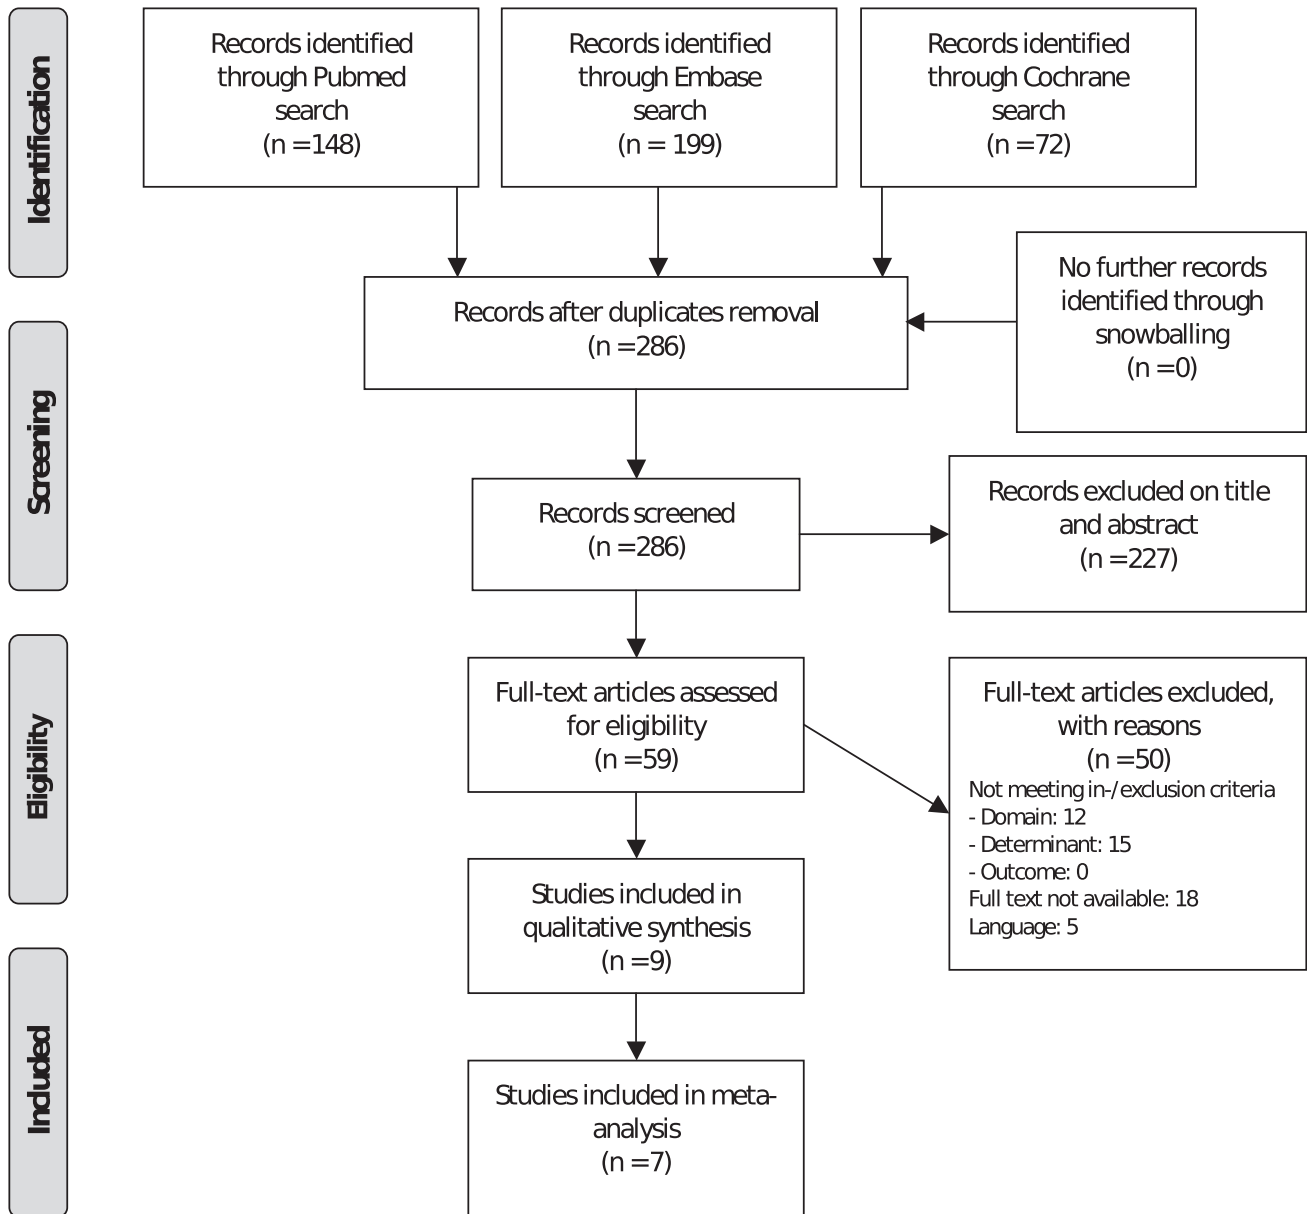 Identification
Records identified
through Pubmed
search
(n =148)
Records identified
through Embase
search
(n = 199)
Records identified
through Cochrane
search
(n =72)
No further records
identified through
snowballing
(n =0)
Records after duplicates removal
(n =286)
Screening
Records screened
(n =286)
Records excluded on title
and abstract
(n =227)
Eligibility
Full-text articles assessed
for eligibility
(n =59)
Full-text articles excluded,
with reasons
(n =50)
Not meeting in-/exclusion criteria
- Domain: 12
- Determinant: 15
- Outcome: 0
Full text not available: 18
Language: 5
Studies included in
qualitative synthesis
(n =9)
Included
Studies included in meta-
analysis
(n =7)